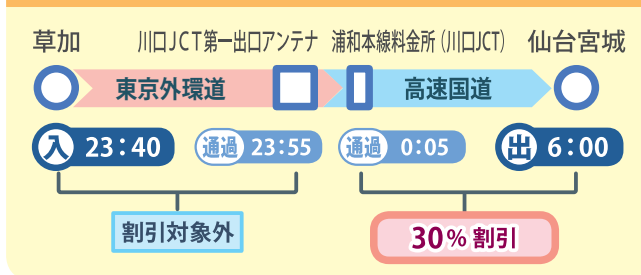 草加
川口JCT第一出口アンテナ
浦和本線料金所（川口JCT）
仙台宮城
東京外環道
高速国道
入 23：40
通過 23：55
通過 0：05
出 6：00
割引対象外
30％割引